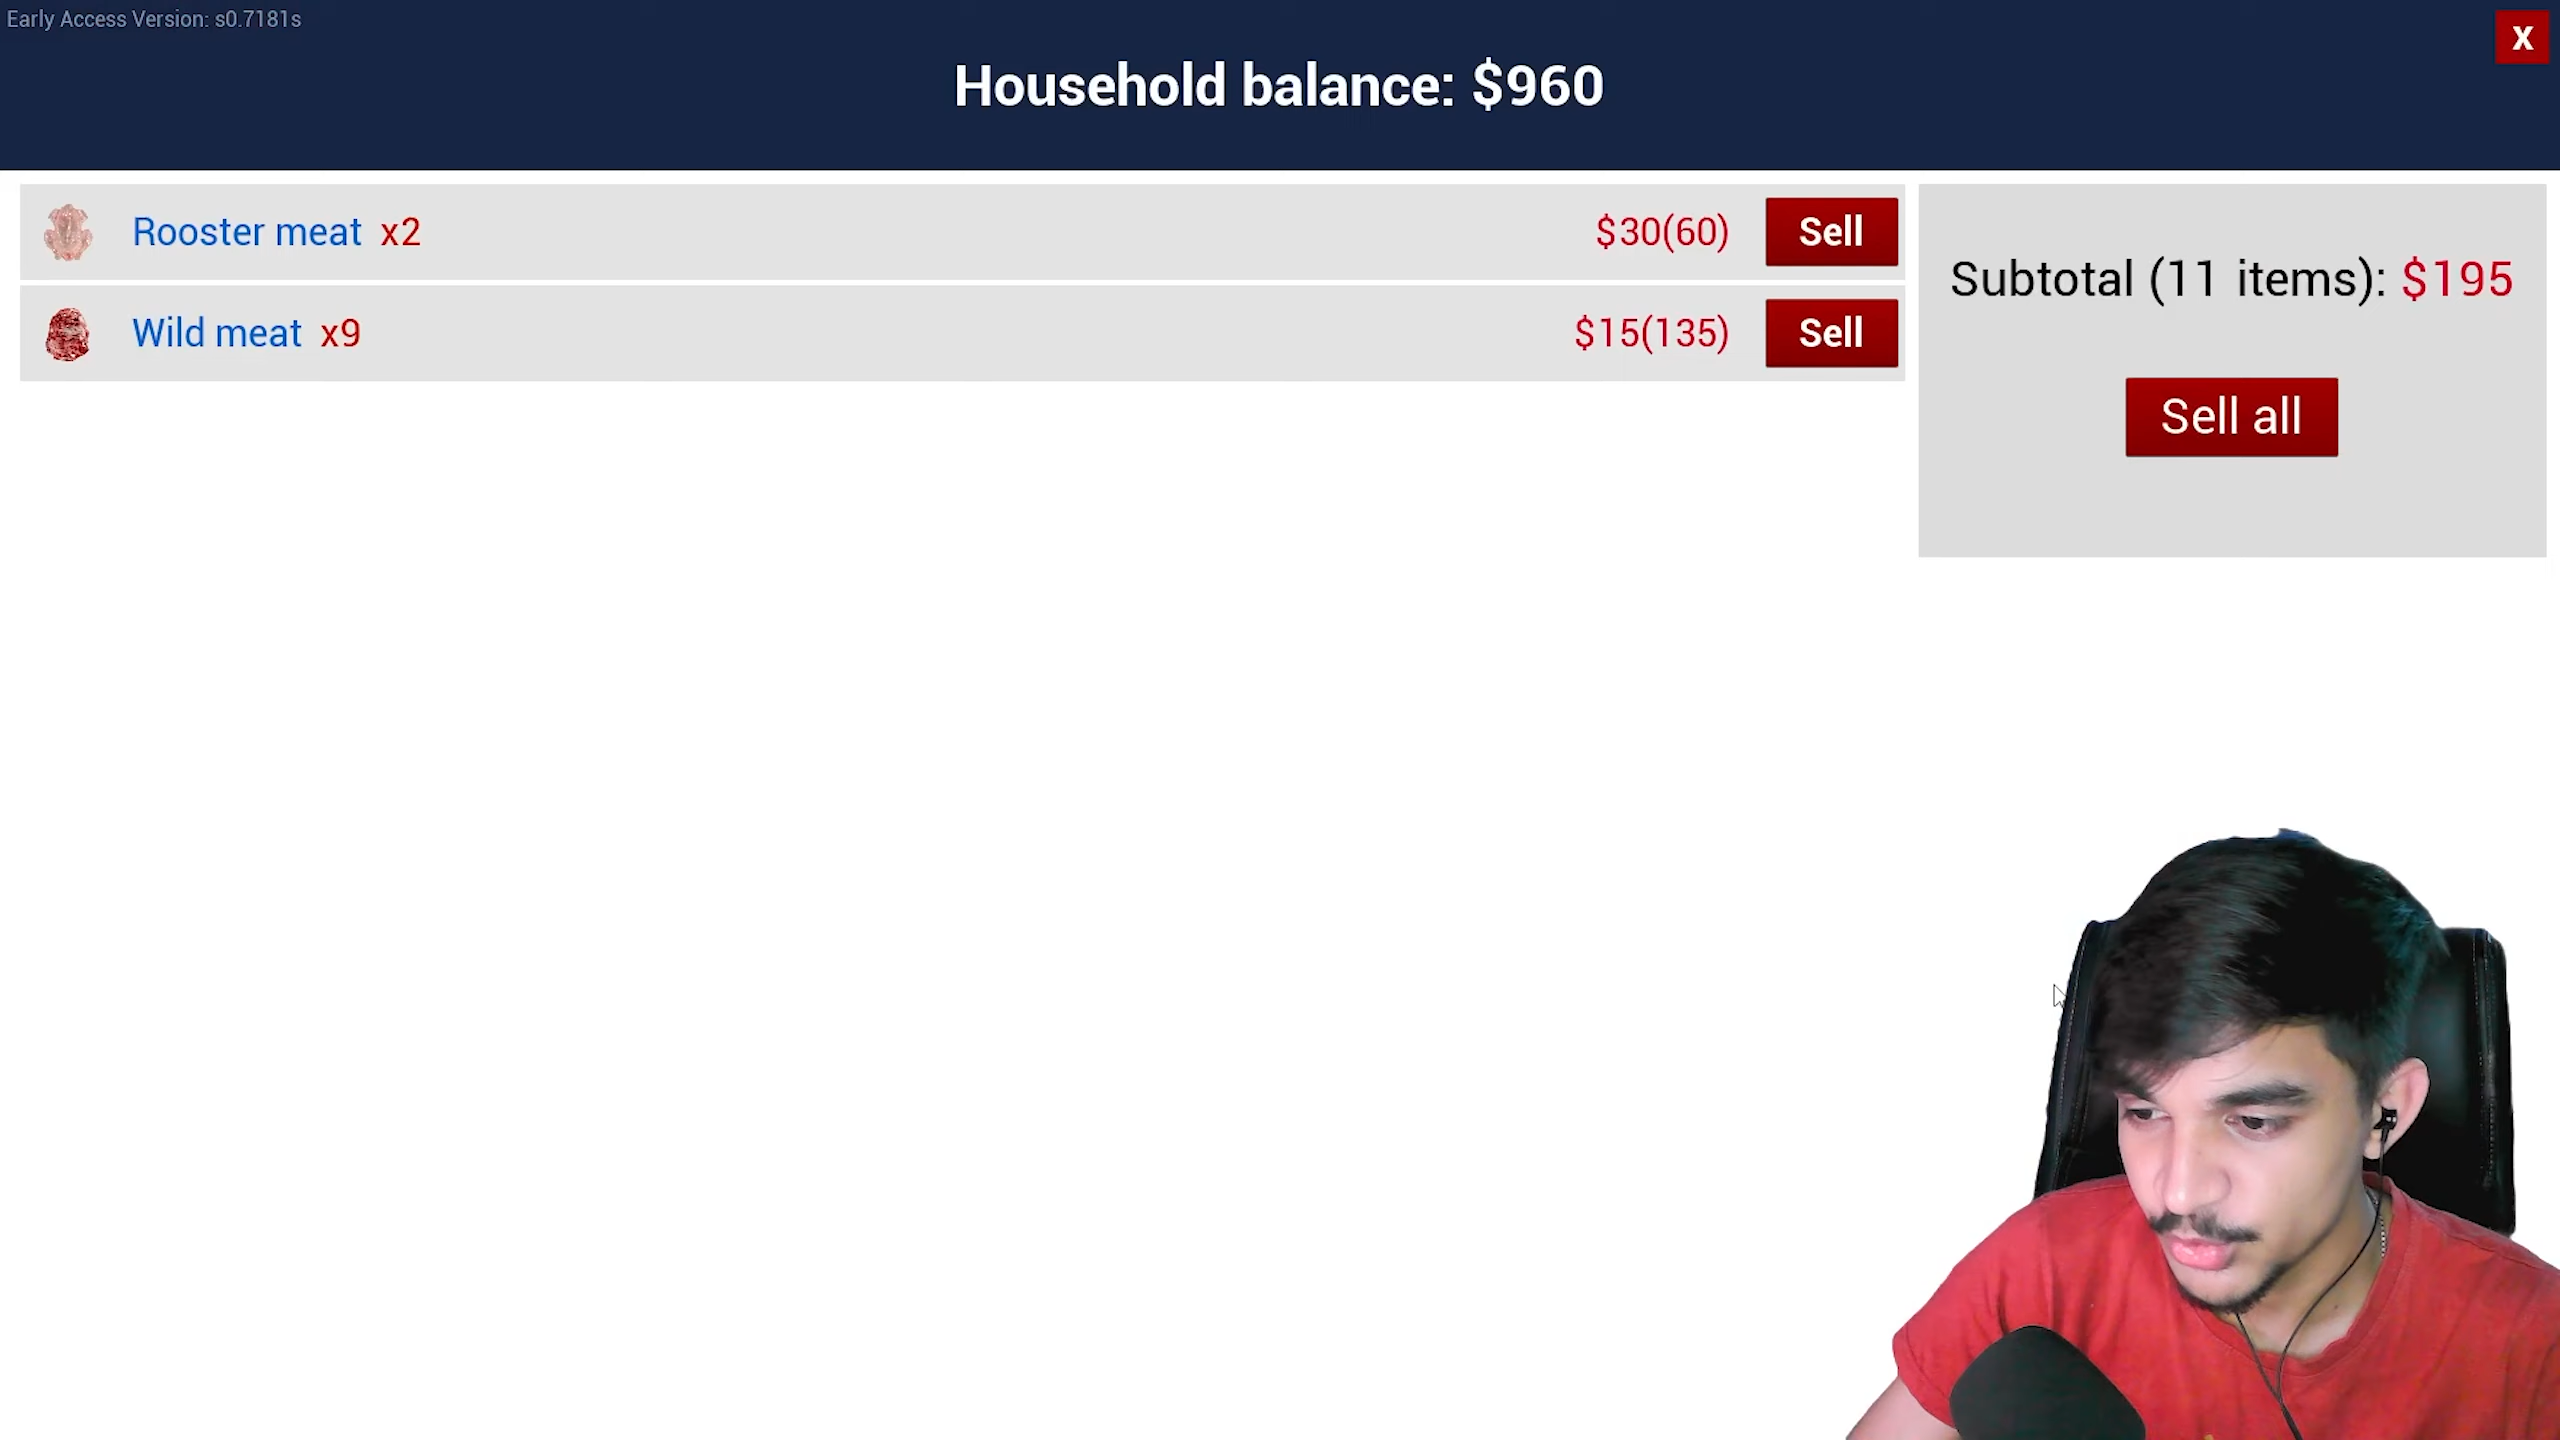 Early Access Version: s0.7181s
X
Household balance: $960
Rooster meat x2 $30(60) Sell
Wild meat x9 $15(135) Sell
Subtotal (11 items): $195
Sell all